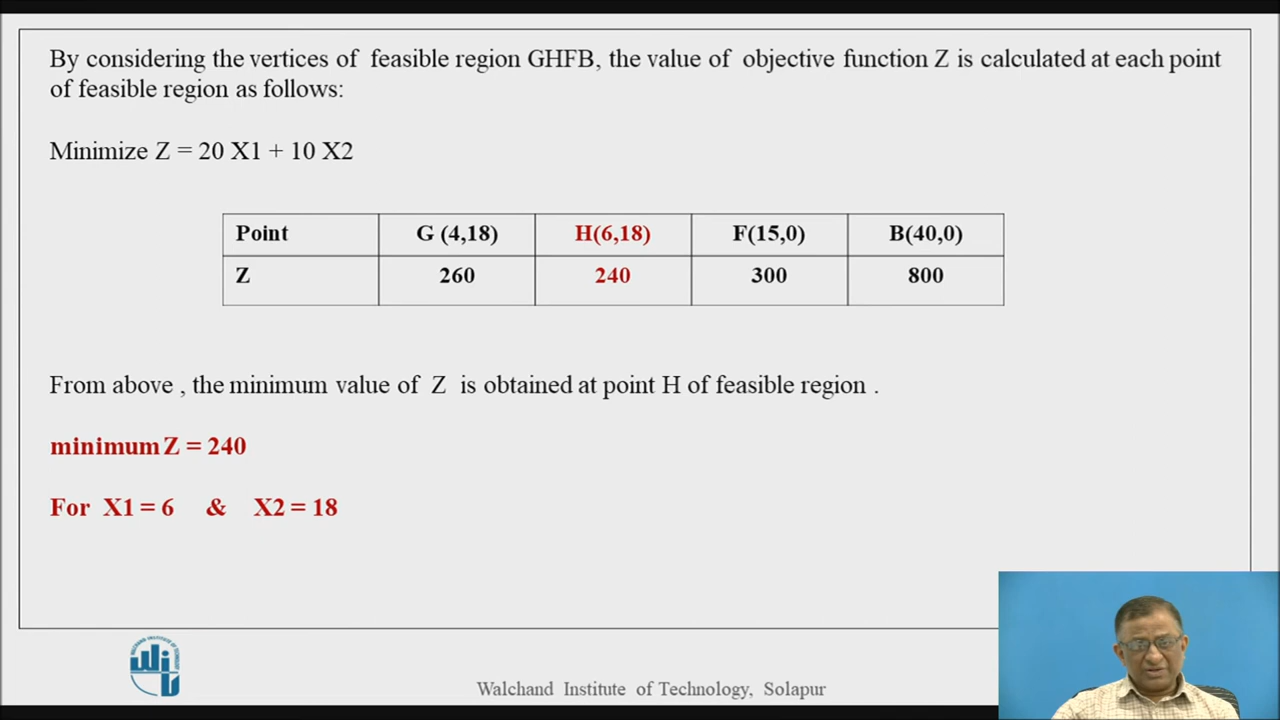 By considering the vertices of feasible region GHFB, the value of objective function Z is calculated at each point
of feasible region as follows:
Minimize Z = 20 X1 + 10 X2
Point G (4,18) H(6,18) F(15,0) B(40,0)
Z 260 240 300 800
From above , the minimum value of Z is obtained at point H of feasible region .
minimum Z = 240
For X1 = 6 & X2 = 18
Walchand Institute of Technology, Solapur